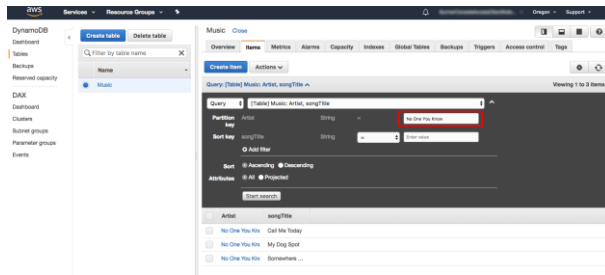 aws Services Resource Groups Oregon Support
DynamoDB
Dashboard
Tables
Backups
Reserved capacity
DAX
Dashboard
Clusters
Subnet groups
Parameter groups
Events
Create table Delete table
Filter by table name X
Name
Music
Music Close
Overview Items Metrics Alarms Capacity Indexes Global Tables Backups Triggers Access control Tags
Create item Actions
Query: [Table] Music: Artist, songTitle Viewing 1 to 3 items
Query [Table] Music: Artist, songTitle
Partition key Artist String = No One You Know
Sort key songTitle String = Enter value
Add filter
Sort Ascending Descending
Attributes All Projected
Start search
Artist songTitle
No One You Kno Call Me Today
No One You Kno My Dog Spot
No One You Kno Somewhere ...